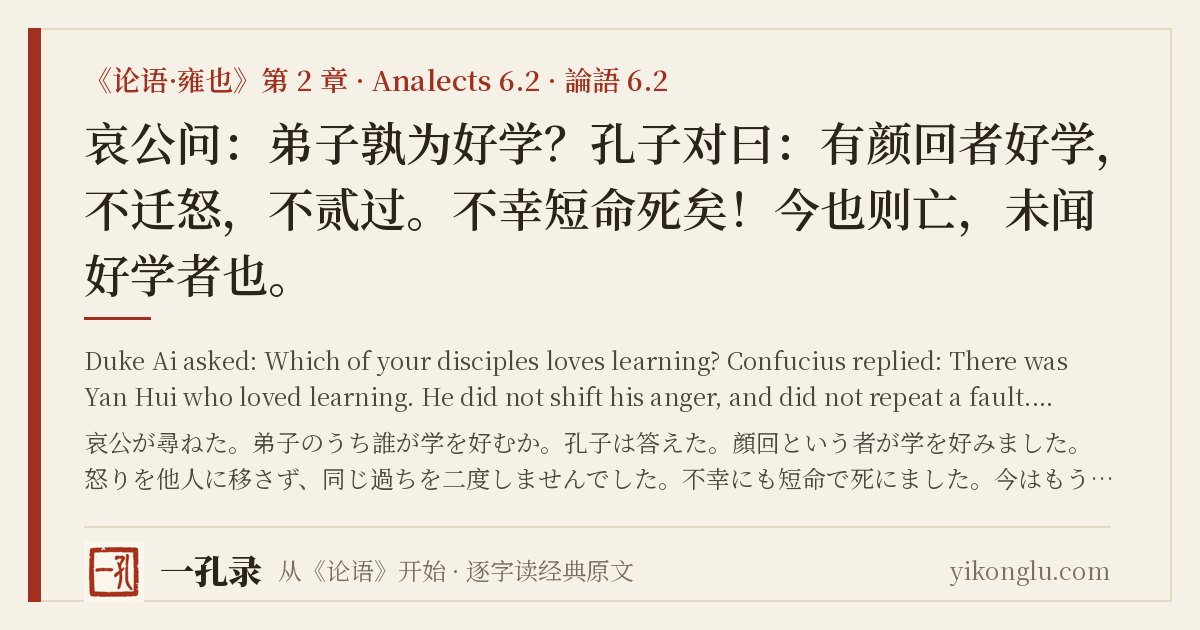 《论语·雍也》第 2 章 · Analects 6.2 · 論語 6.2
哀公问：弟子孰为好学？孔子对曰：有颜回者好学，
不迁怒，不贰过。不幸短命死矣！今也则亡，未闻
好学者也。
Duke Ai asked: Which of your disciples loves learning? Confucius replied: There was
Yan Hui who loved learning. He did not shift his anger, and did not repeat a fault....
哀公が尋ねた。弟子のうち誰が学を好むか。孔子は答えた。顔回という者が学を好みました。
怒りを他人に移さず、同じ過ちを二度しませんでした。不幸にも短命で死にました。今はもう…
一孔
一孔录
从《论语》开始 · 逐字读经典原文
yikonglu.com